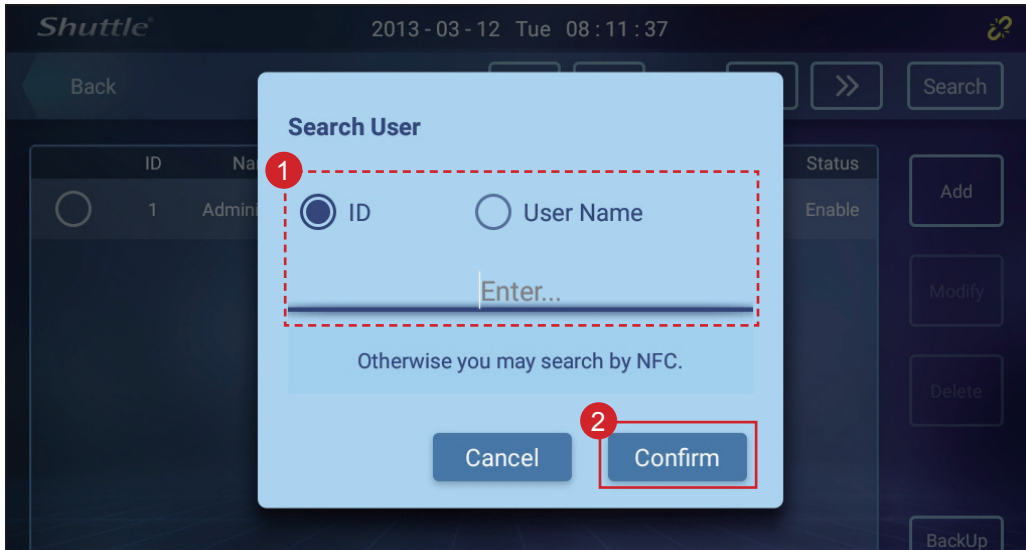 Shuttle
2013-03-12 Tue 08:11:37
Back
Search
Search User
ID
Status
1
ID
User Name
Add
1
Enable
Enter...
Modify
Otherwise you may search by NFC.
Delete
2
Cancel
Confirm
BackUp